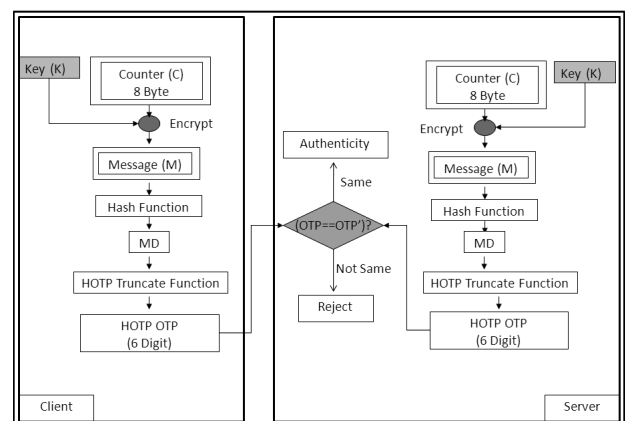 Key (K)
Counter (C)
8 Byte
Encrypt
Message (M)
Hash Function
MD
HOTP Truncate Function
HOTP OTP
(6 Digit)
Client
Authenticity
Same
(OTP==OTP’)?
Not Same
Reject
Counter (C)
8 Byte
Key (K)
Encrypt
Message (M)
Hash Function
MD
HOTP Truncate Function
HOTP OTP
(6 Digit)
Server